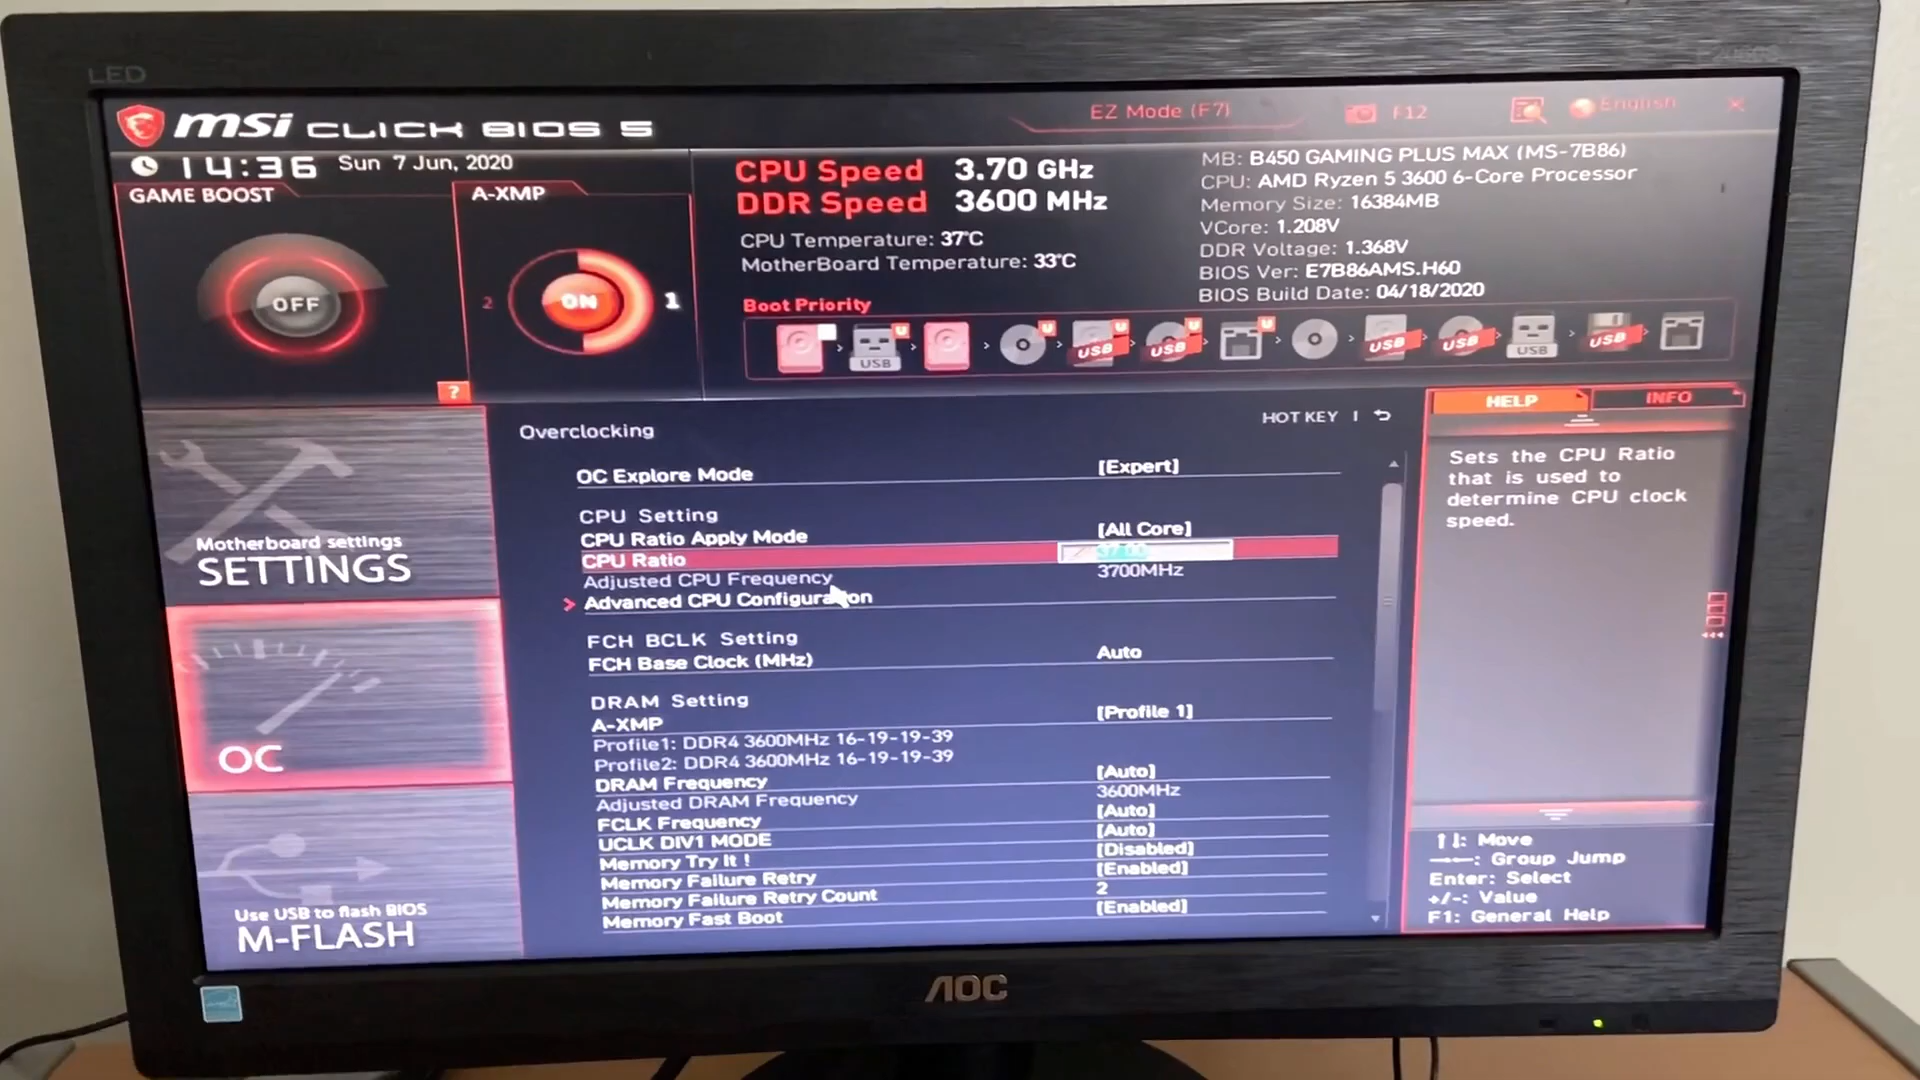 LED
msi CLICK BIOS 5
EZ Mode (F7)
F12
English
14:36 Sun 7 Jun, 2020
GAME BOOST
OFF
A-XMP
2
ON
1
CPU Speed 3.70 GHz
DDR Speed 3600 MHz
CPU Temperature: 37°C
MotherBoard Temperature: 33°C
MB: B450 GAMING PLUS MAX (MS-7B86)
CPU: AMD Ryzen 5 3600 6-Core Processor
Memory Size: 16384MB
VCore: 1.208V
DDR Voltage: 1.368V
BIOS Ver: E7B86AMS.H60
BIOS Build Date: 04/18/2020
Boot Priority
U
USB
U
U
USB
U
USB
U
USB
USB
USB
USB
?
Motherboard settings
SETTINGS
OC
Use USB to flash BIOS
M-FLASH
Overclocking
HOT KEY
OC Explore Mode [Expert]
CPU Setting
CPU Ratio Apply Mode [All Core]
CPU Ratio 37.00
Adjusted CPU Frequency 3700MHz
> Advanced CPU Configuration
FCH BCLK Setting
FCH Base Clock (MHz) Auto
DRAM Setting
A-XMP [Profile 1]
Profile1: DDR4 3600MHz 16-19-19-39
Profile2: DDR4 3600MHz 16-19-19-39
DRAM Frequency [Auto]
Adjusted DRAM Frequency 3600MHz
FCLK Frequency [Auto]
UCLK DIV1 MODE [Auto]
Memory Try It ! [Disabled]
Memory Failure Retry [Enabled]
Memory Failure Retry Count 2
Memory Fast Boot [Enabled]
HELP
INFO
Sets the CPU Ratio
that is used to
determine CPU clock
speed.
↑↓: Move
: Group Jump
Enter: Select
+/-: Value
F1: General Help
AOC